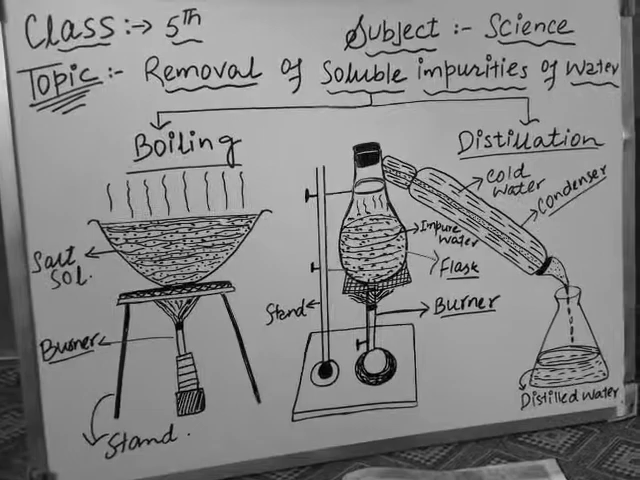 Class:→ 5th
Subject:- Science
Topic:- Removal of Soluble impurities of Water
Boiling
Distillation
Salt
SOL.
Burner
Stand.
Cold
Water
Condenser
Impure
Water
Flask
Stand
Burner
Distilled Water